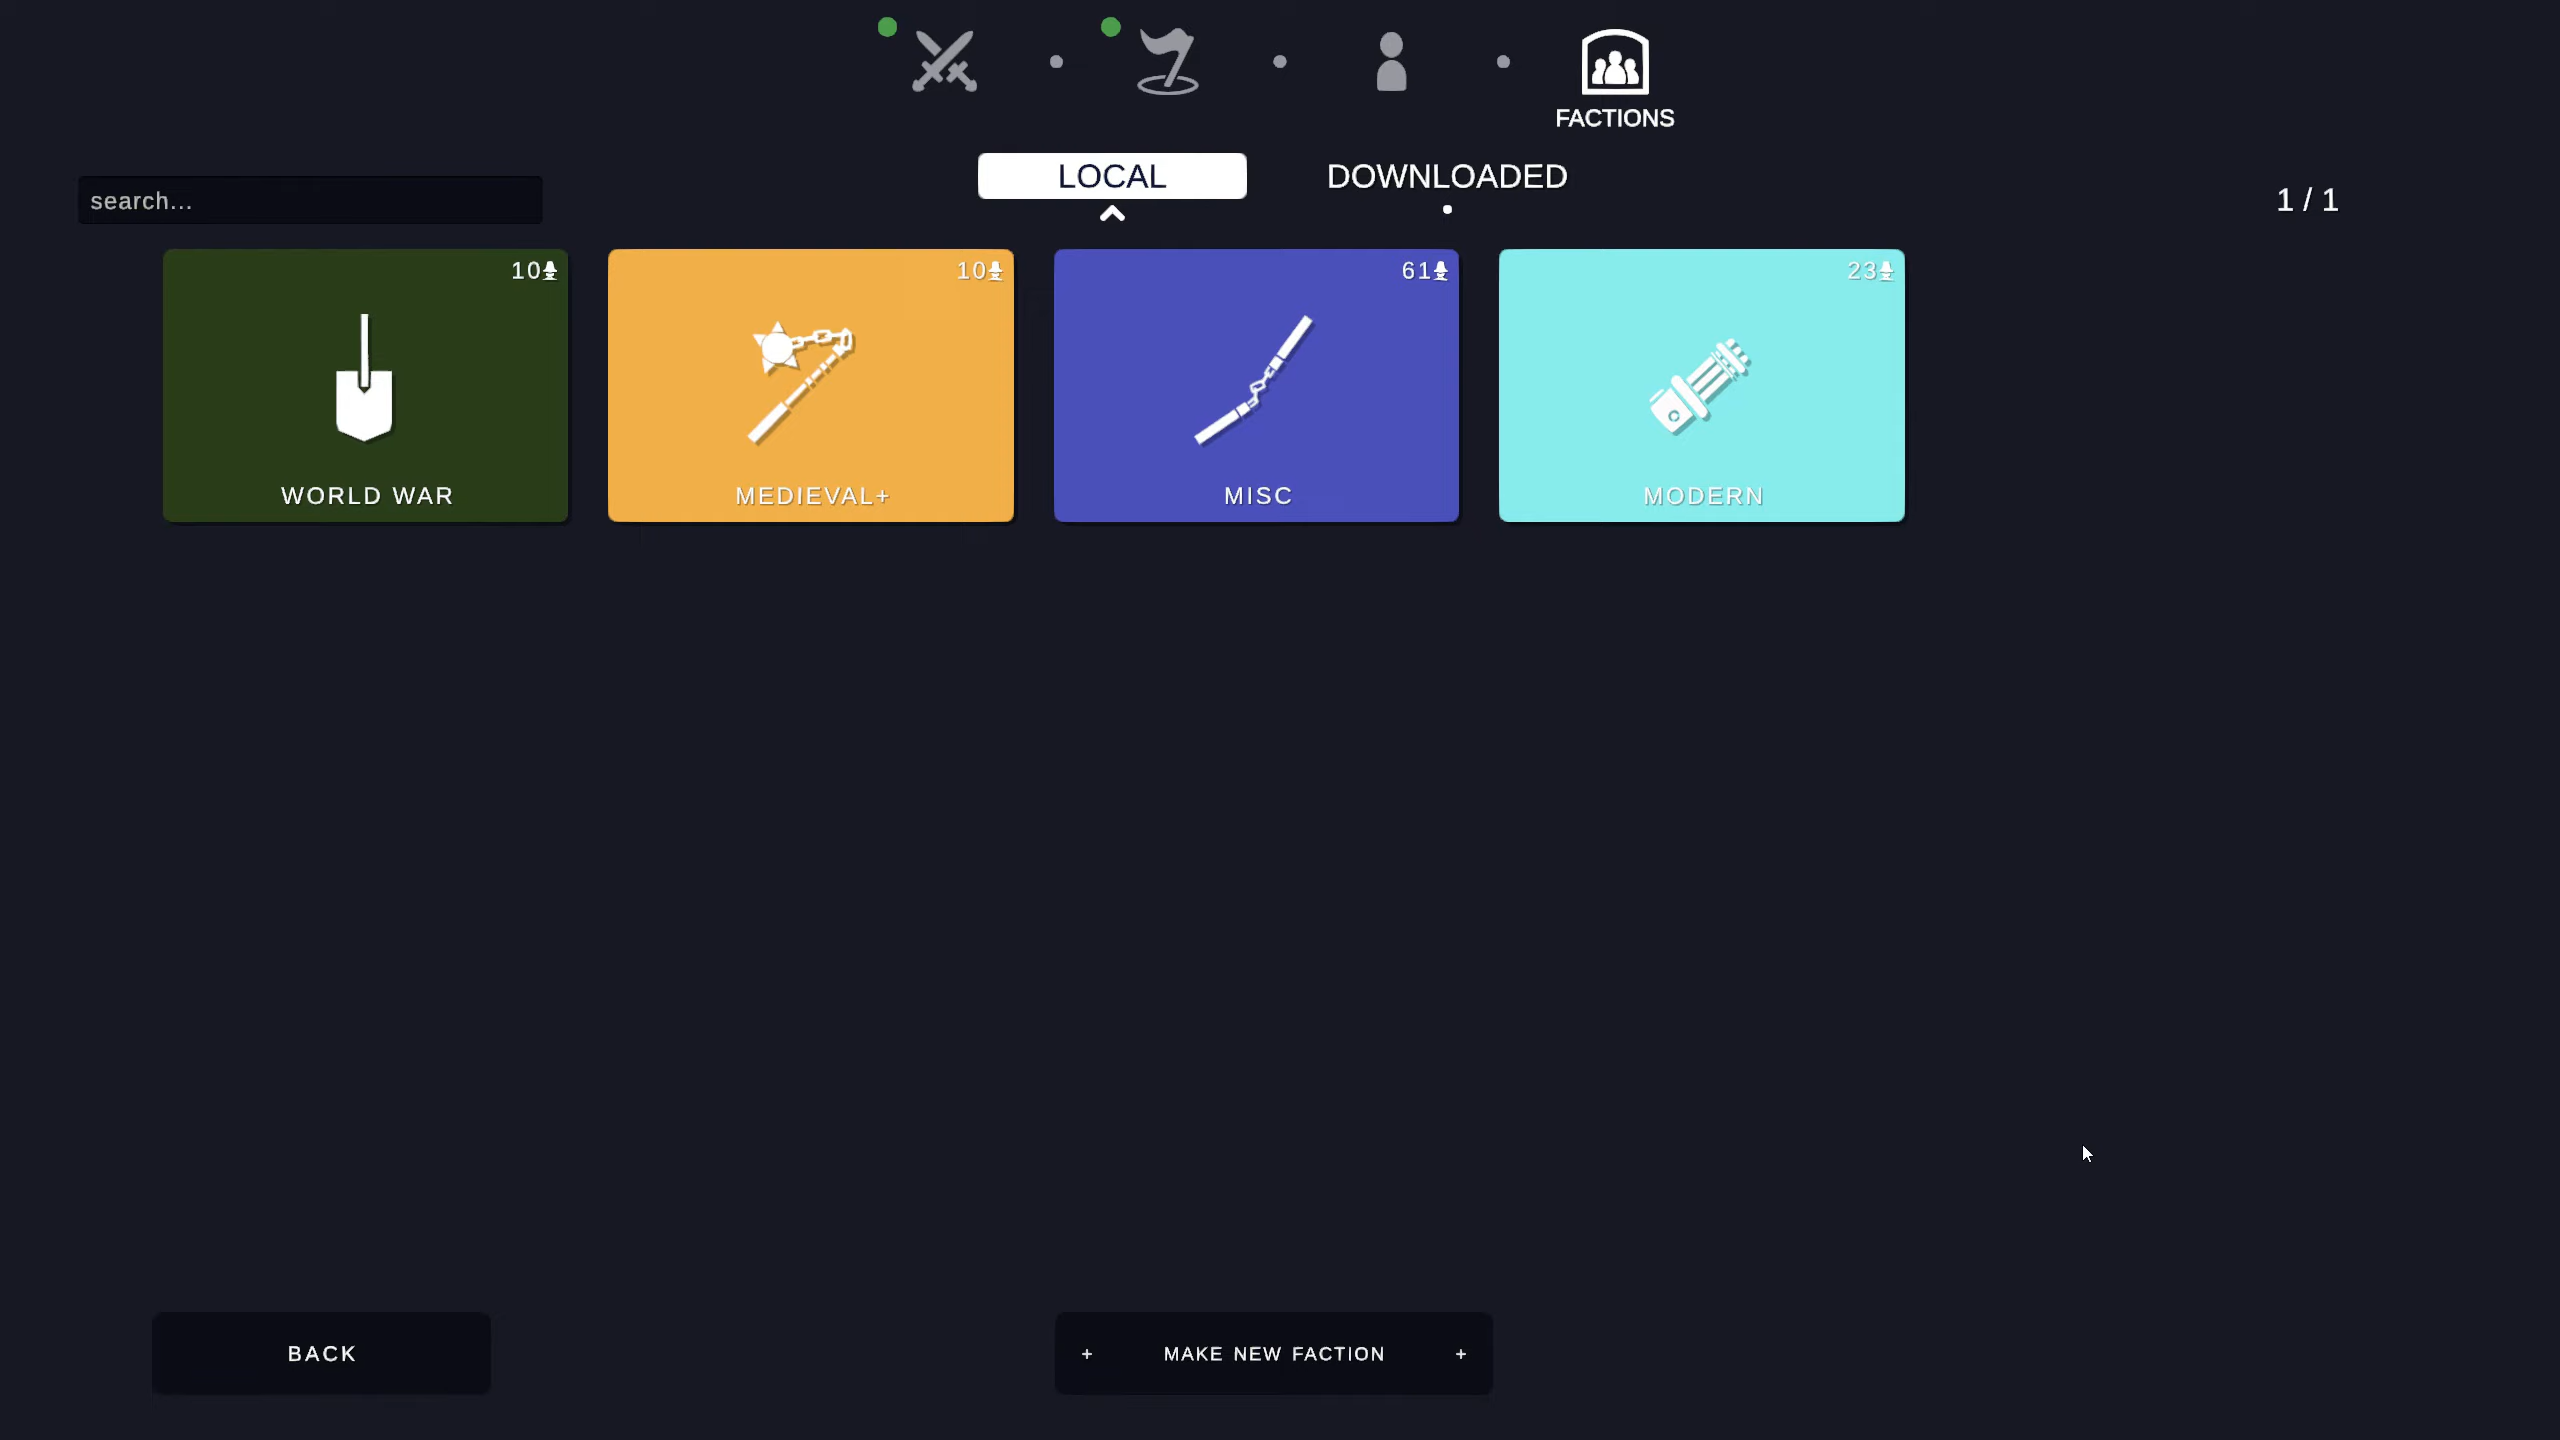 FACTIONS
LOCAL
DOWNLOADED
search...
1 / 1
10
10
61
23
WORLD WAR
MEDIEVAL+
MISC
MODERN
BACK
+ MAKE NEW FACTION +